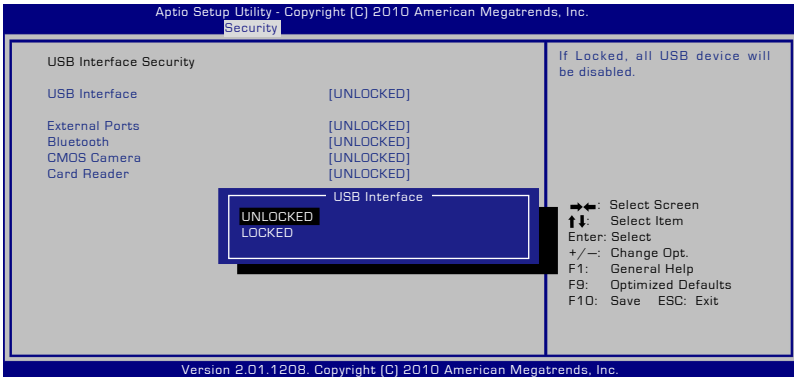 Aptio Setup Utility - Copyright (C) 2010 American Megatrends, Inc.
Security
USB Interface Security
USB Interface [UNLOCKED]
External Ports [UNLOCKED]
Bluetooth [UNLOCKED]
CMOS Camera [UNLOCKED]
Card Reader [UNLOCKED]
USB Interface
UNLOCKED
LOCKED
If Locked, all USB device will
be disabled.
→←: Select Screen
↑↓: Select Item
Enter: Select
+/—: Change Opt.
F1: General Help
F9: Optimized Defaults
F10: Save ESC: Exit
Version 2.01.1208. Copyright (C) 2010 American Megatrends, Inc.